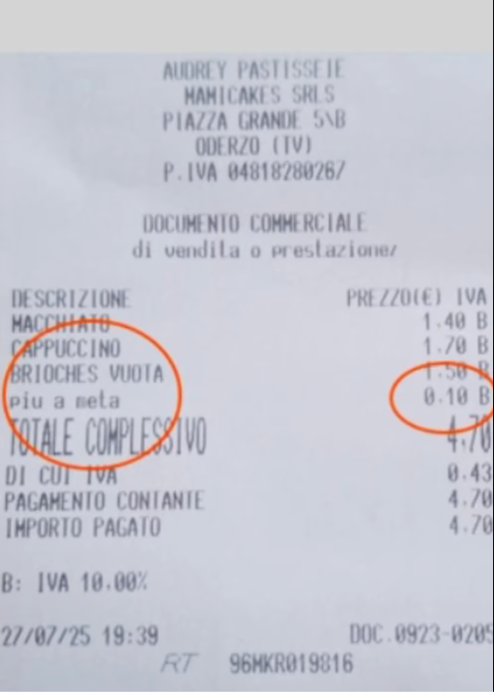 AUDREY PASTISSEIE
MAMICAKES SRLS
PIAZZA GRANDE 5\B
ODERZO (TV)
P.IVA 04818280267
DOCUMENTO COMMERCIALE
di vendita o prestazione/
DESCRIZIONE PREZZO(€) IVA
MACCHIATO 1.40 B
CAPPUCCINO 1.70 B
BRIOCHES VUOTA 1.50 B
piu a meta 0.10 B
TOTALE COMPLESSIVO 4.70
DI CUI IVA 0.43
PAGAMENTO CONTANTE 4.70
IMPORTO PAGATO 4.70
B: IVA 10.00%
27/07/25 19:39 DOC.0923-0205
RT 96MKR019816